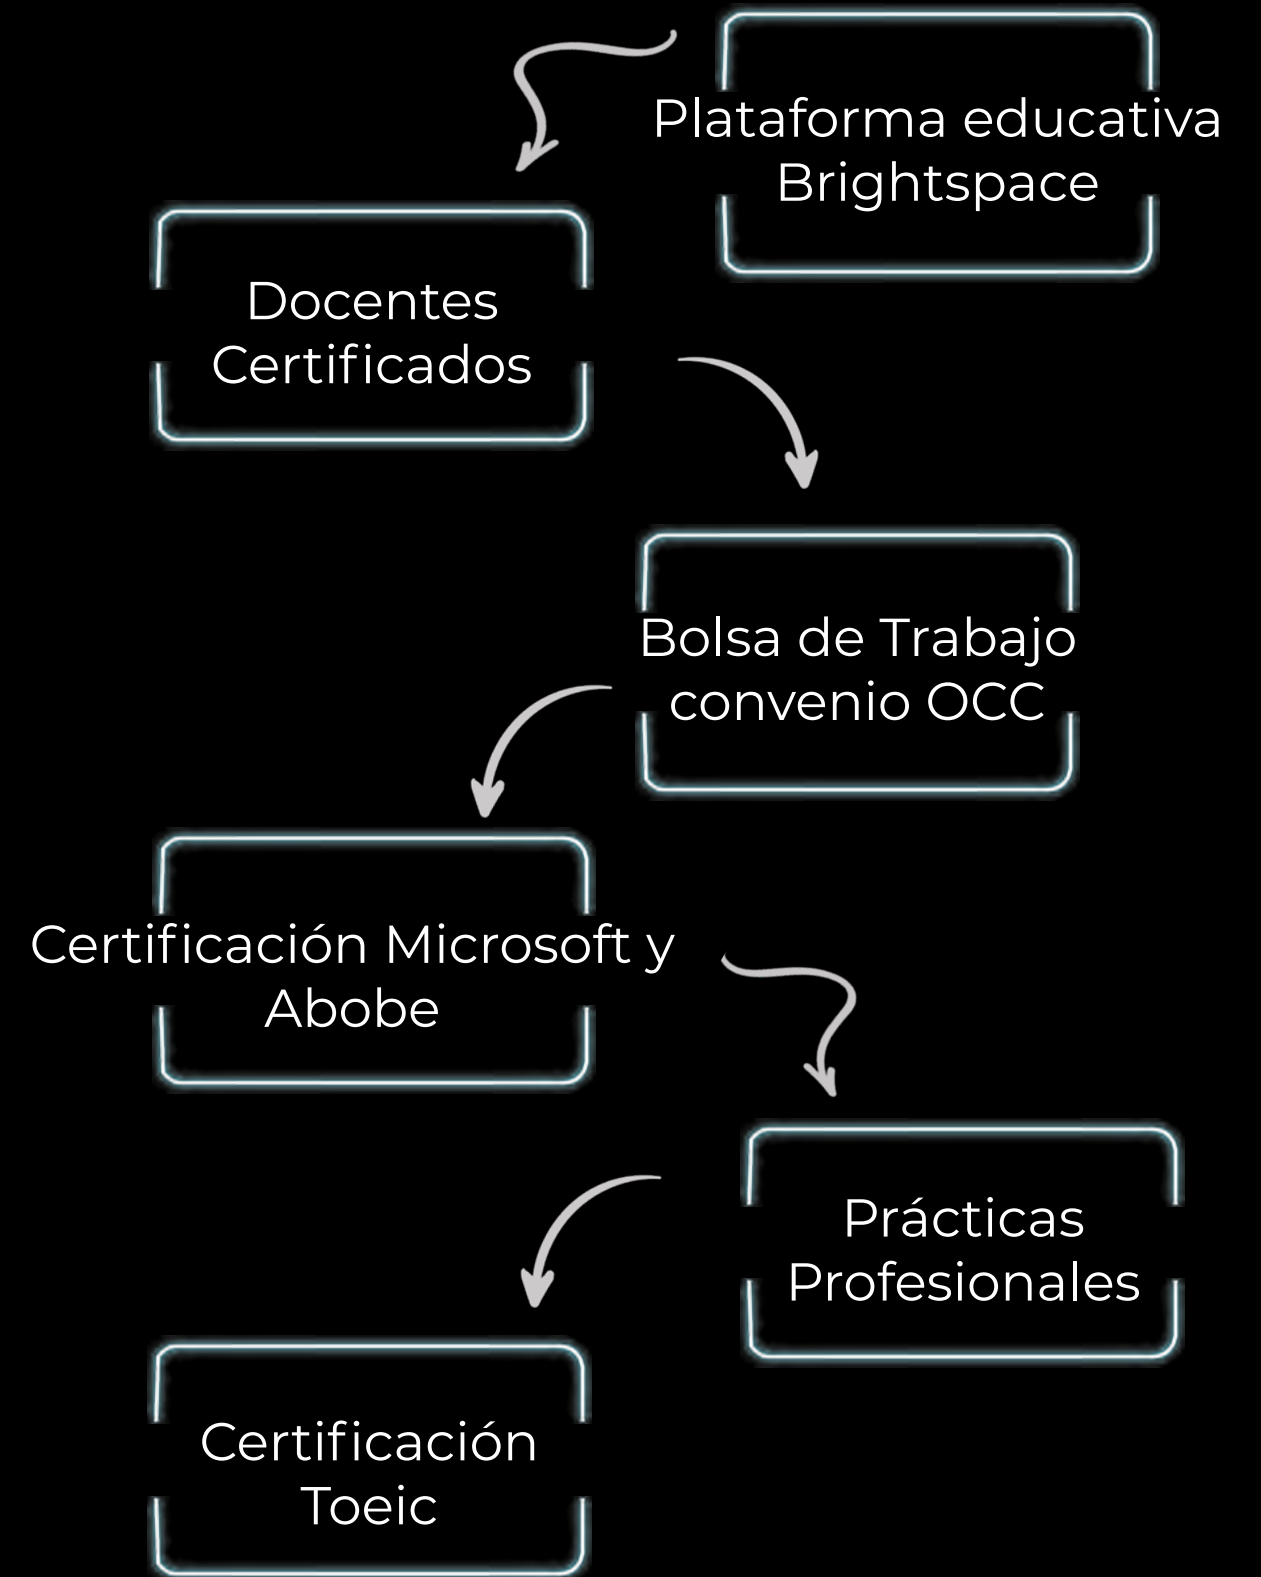 Plataforma educativa
Brightspace
Docentes
Certificados
Bolsa de Trabajo
convenio OCC
Certificación Microsoft y
Abobe
Prácticas
Profesionales
Certificación
Toeic